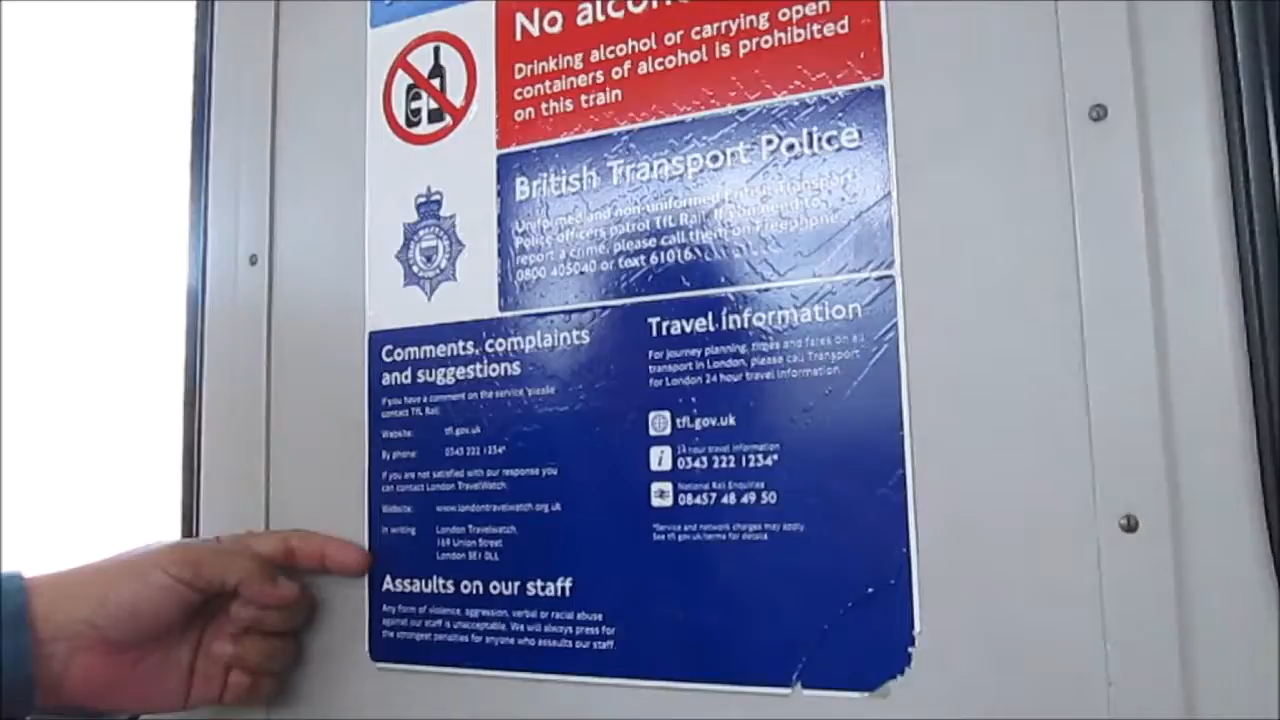 No alco
Drinking alcohol or carrying open
containers of alcohol is prohibited
on this train
British Transport Police
Uniformed and non-uniformed British Transport
Police officers patrol TfL Rail. If you need to
report a crime, please call them on Freephone
0800 405040 or text 61016.
Comments, complaints
and suggestions
If you have a comment on the service please
contact TfL Rail.
Website: tfl.gov.uk
By phone: 0343 222 1234*
If you are not satisfied with our response you
can contact London TravelWatch.
Website: www.londontravelwatch.org.uk
In writing London Travelwatch,
169 Union Street
London SE1 0LL
Assaults on our staff
Any form of violence, aggression, verbal or racial abuse
against our staff is unacceptable. We will always press for
the strongest penalties for anyone who assaults our staff.
Travel information
For journey planning, times and fares on all
transport in London, please call Transport
for London 24 hour travel information.
tfl.gov.uk
24 hour travel information
0343 222 1234*
National Rail Enquiries
08457 48 49 50
*Service and network charges may apply.
See tfl.gov.uk/terms for details